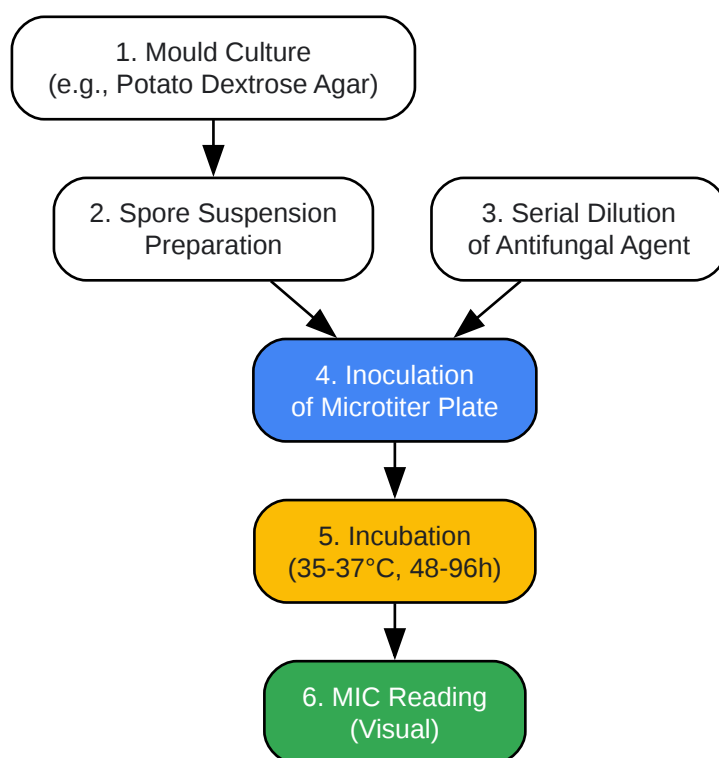 1. Mould Culture
(e.g., Potato Dextrose Agar)
2. Spore Suspension
Preparation
3. Serial Dilution
of Antifungal Agent
4. Inoculation
of Microtiter Plate
5. Incubation
(35-37°C, 48-96h)
6. MIC Reading
(Visual)